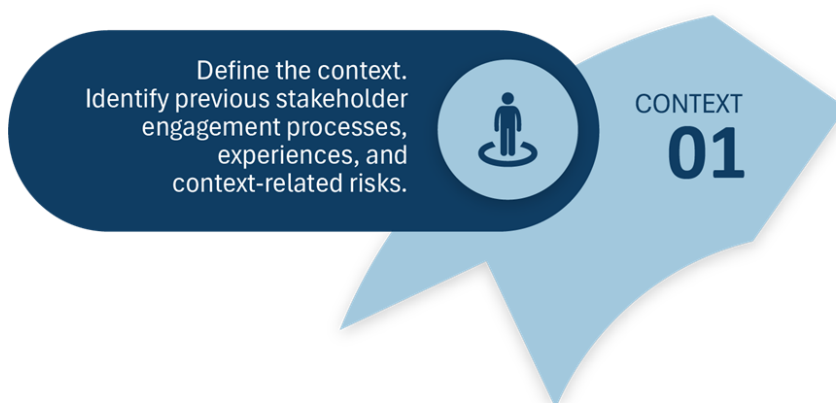 Define the context.
Identify previous stakeholder
engagement processes,
experiences, and
context-related risks.
CONTEXT
01